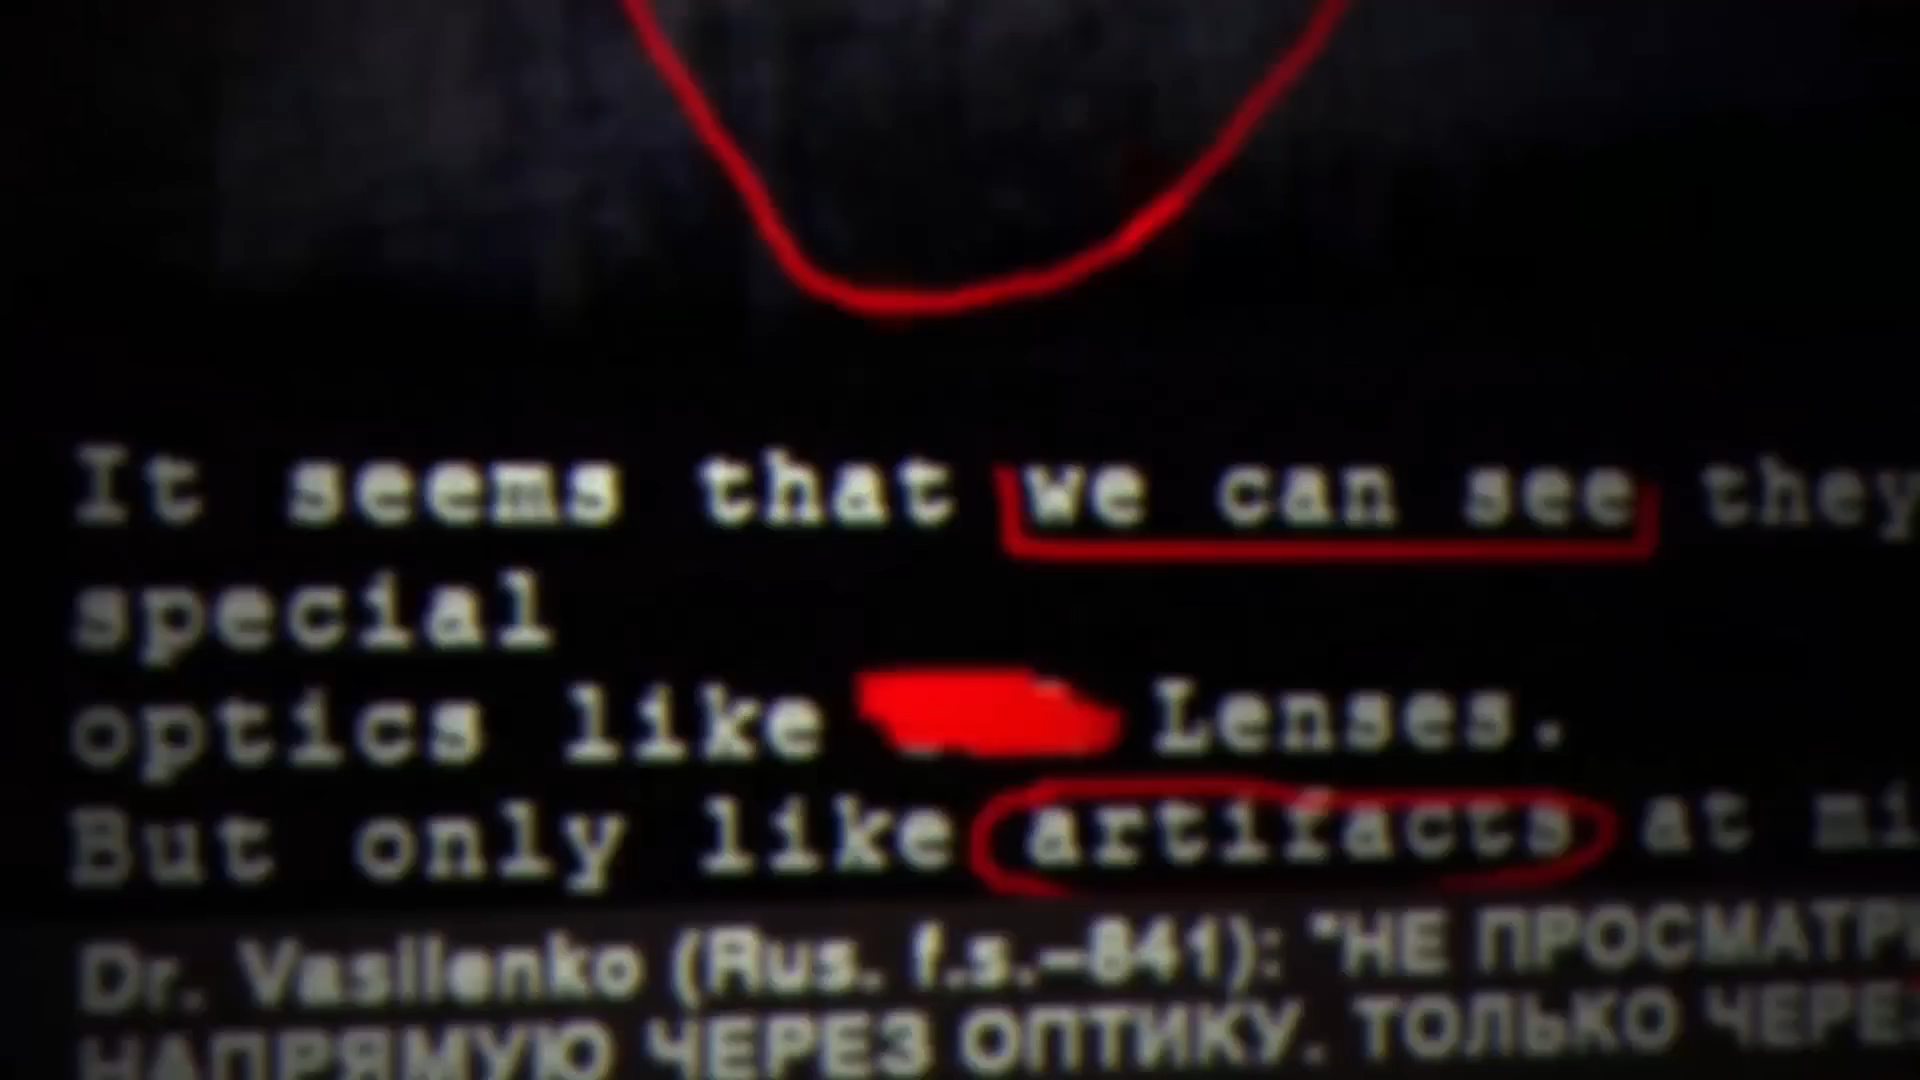 It seems that we can see they
special
optics like Lenses.
But only like artifacts at
Dr. Vasilenko (Rus. f.s.-841): "НЕ
НАПРЯМУЮ ЧЕРЕЗ ОПТИКУ. ТОЛЬКО